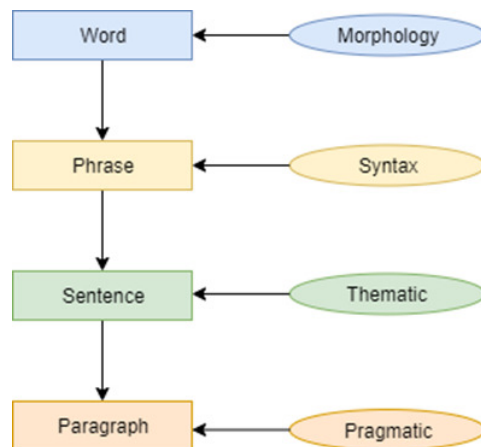 Word
Morphology
Phrase
Syntax
Sentence
Thematic
Paragraph
Pragmatic